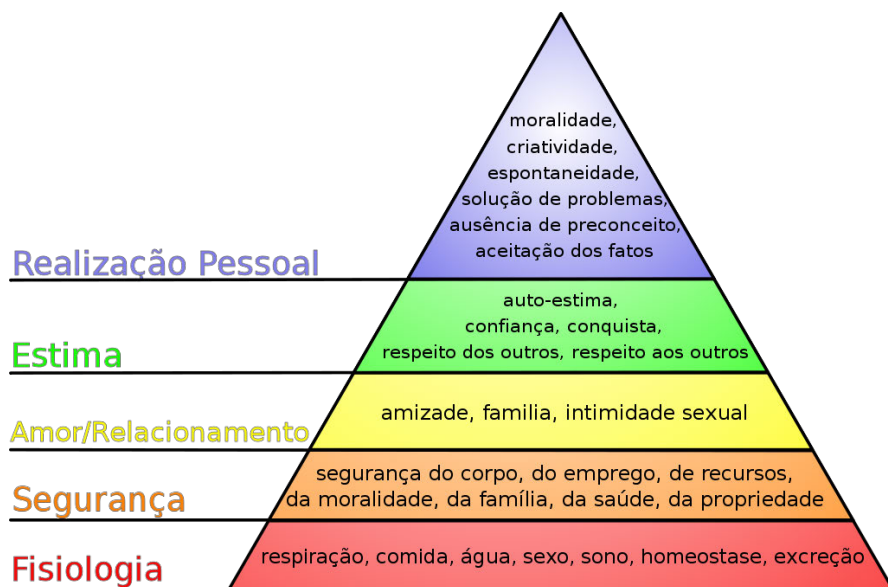 moralidade,
criatividade,
espontaneidade,
solução de problemas,
ausência de preconceito,
aceitação dos fatos
Realização Pessoal
auto-estima,
confiança, conquista,
respeito dos outros, respeito aos outros
Estima
amizade, familia, intimidade sexual
Amor/Relacionamento
segurança do corpo, do emprego, de recursos,
da moralidade, da família, da saúde, da propriedade
Segurança
respiração, comida, água, sexo, sono, homeostase, excreção
Fisiologia